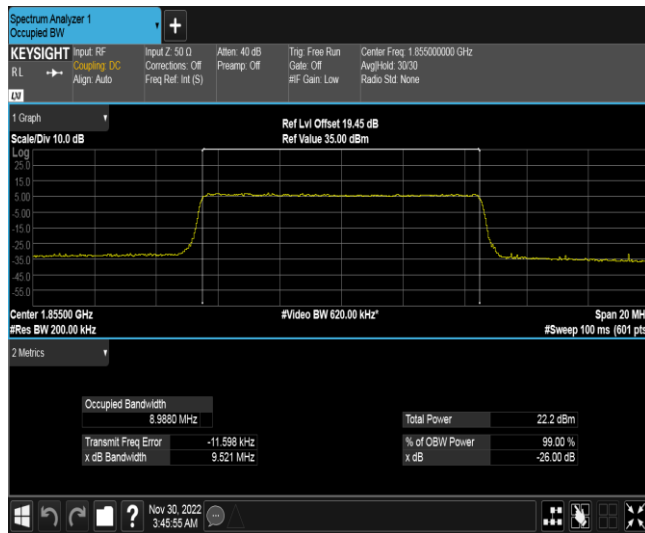 Spectrum Analyzer 1
Occupied BW
+
KEYSIGHT
RL
LXI
Input: RF
Coupling: DC
Align: Auto
Input Z: 50 Ω
Corrections: Off
Freq Ref: Int (S)
Atten: 40 dB
Preamp: Off
Trig: Free Run
Gate: Off
#IF Gain: Low
Center Freq: 1.855000000 GHz
Avg|Hold: 30/30
Radio Std: None
1 Graph
Scale/Div 10.0 dB
Ref Lvl Offset 19.45 dB
Ref Value 35.00 dBm
Log
25.0
15.0
5.00
-5.00
-15.0
-25.0
-35.0
-45.0
-55.0
Center 1.85500 GHz
#Res BW 200.00 kHz
#Video BW 620.00 kHz*
Span 20 MH
#Sweep 100 ms (601 pts
2 Metrics
Occupied Bandwidth
8.9880 MHz
Transmit Freq Error -11.598 kHz
x dB Bandwidth 9.521 MHz
Total Power 22.2 dBm
% of OBW Power 99.00 %
x dB -26.00 dB
?
Nov 30, 2022
3:45:55 AM